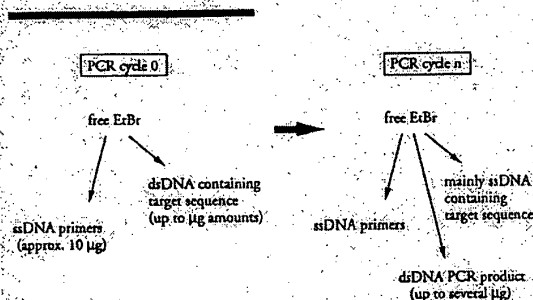 PCR cycle 0
free EtBr
dsDNA containing
target sequence
(up to µg amounts)
ssDNA primers
(approx. 10 µg)
PCR cycle n
free EtBr
mainly ssDNA
containing
target sequence
ssDNA primers
dsDNA PCR product
(up to several µg)